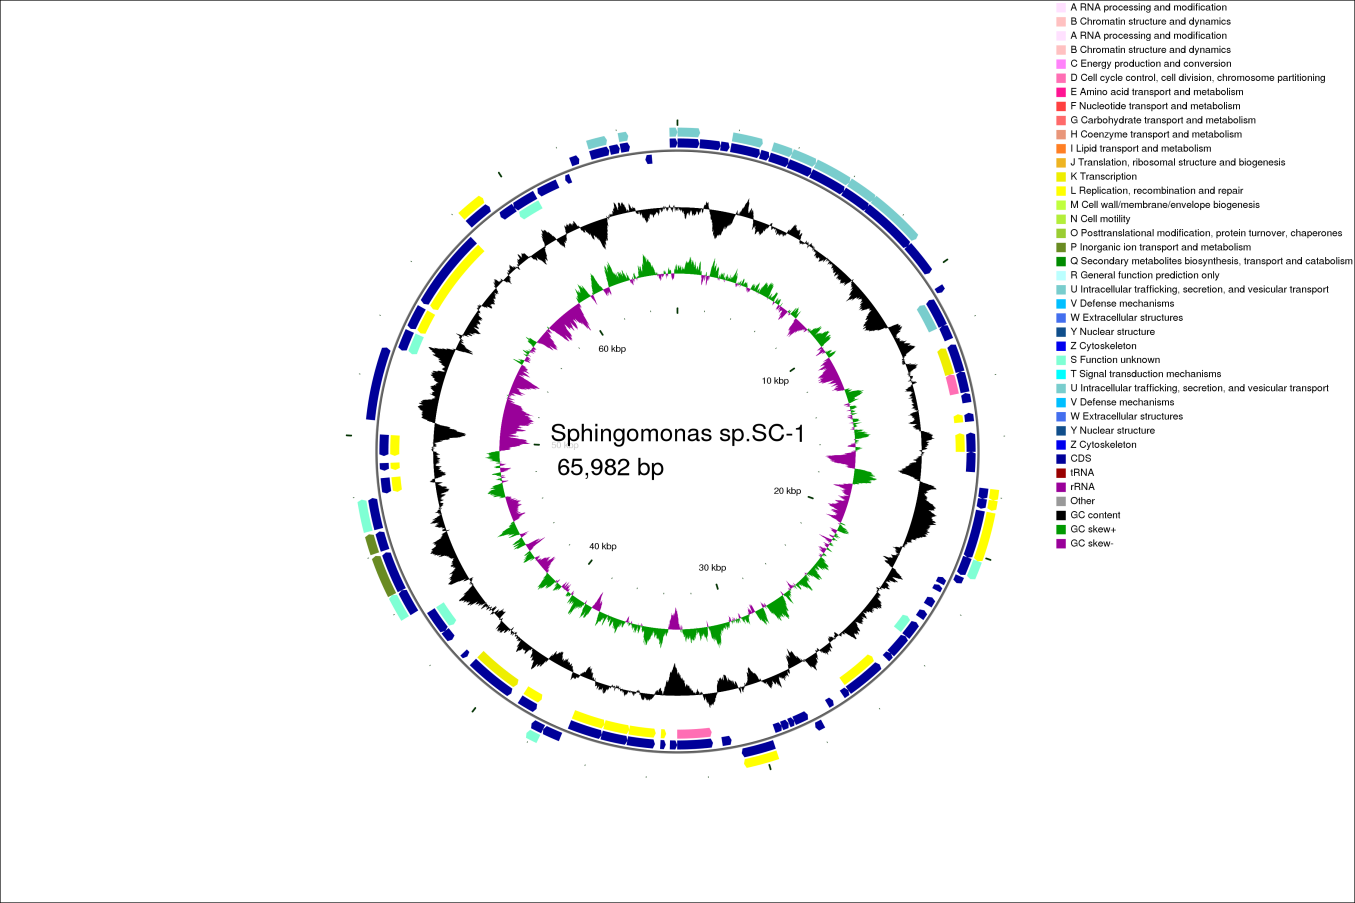 A RNA processing and modification
B Chromatin structure and dynamics
A RNA processing and modification
B Chromatin structure and dynamics
C Energy production and conversion
D Cell cycle control, cell division, chromosome partitioning
E Amino acid transport and metabolism
F Nucleotide transport and metabolism
G Carbohydrate transport and metabolism
H Coenzyme transport and metabolism
I Lipid transport and metabolism
J Translation, ribosomal structure and biogenesis
K Transcription
L Replication, recombination and repair
M Cell wall/membrane/envelope biogenesis
N Cell motility
O Posttranslational modification, protein turnover, chaperones
P Inorganic ion transport and metabolism
Q Secondary metabolites biosynthesis, transport and catabolism
R General function prediction only
U Intracellular trafficking, secretion, and vesicular transport
V Defense mechanisms
W Extracellular structures
Y Nuclear structure
Z Cytoskeleton
S Function unknown
T Signal transduction mechanisms
U Intracellular trafficking, secretion, and vesicular transport
V Defense mechanisms
W Extracellular structures
Y Nuclear structure
Z Cytoskeleton
CDS
tRNA
rRNA
Other
GC content
GC skew+
GC skew-
60 kbp
10 kbp
50 kbp
Sphingomonas sp.SC-1
65,982 bp
20 kbp
40 kbp
30 kbp